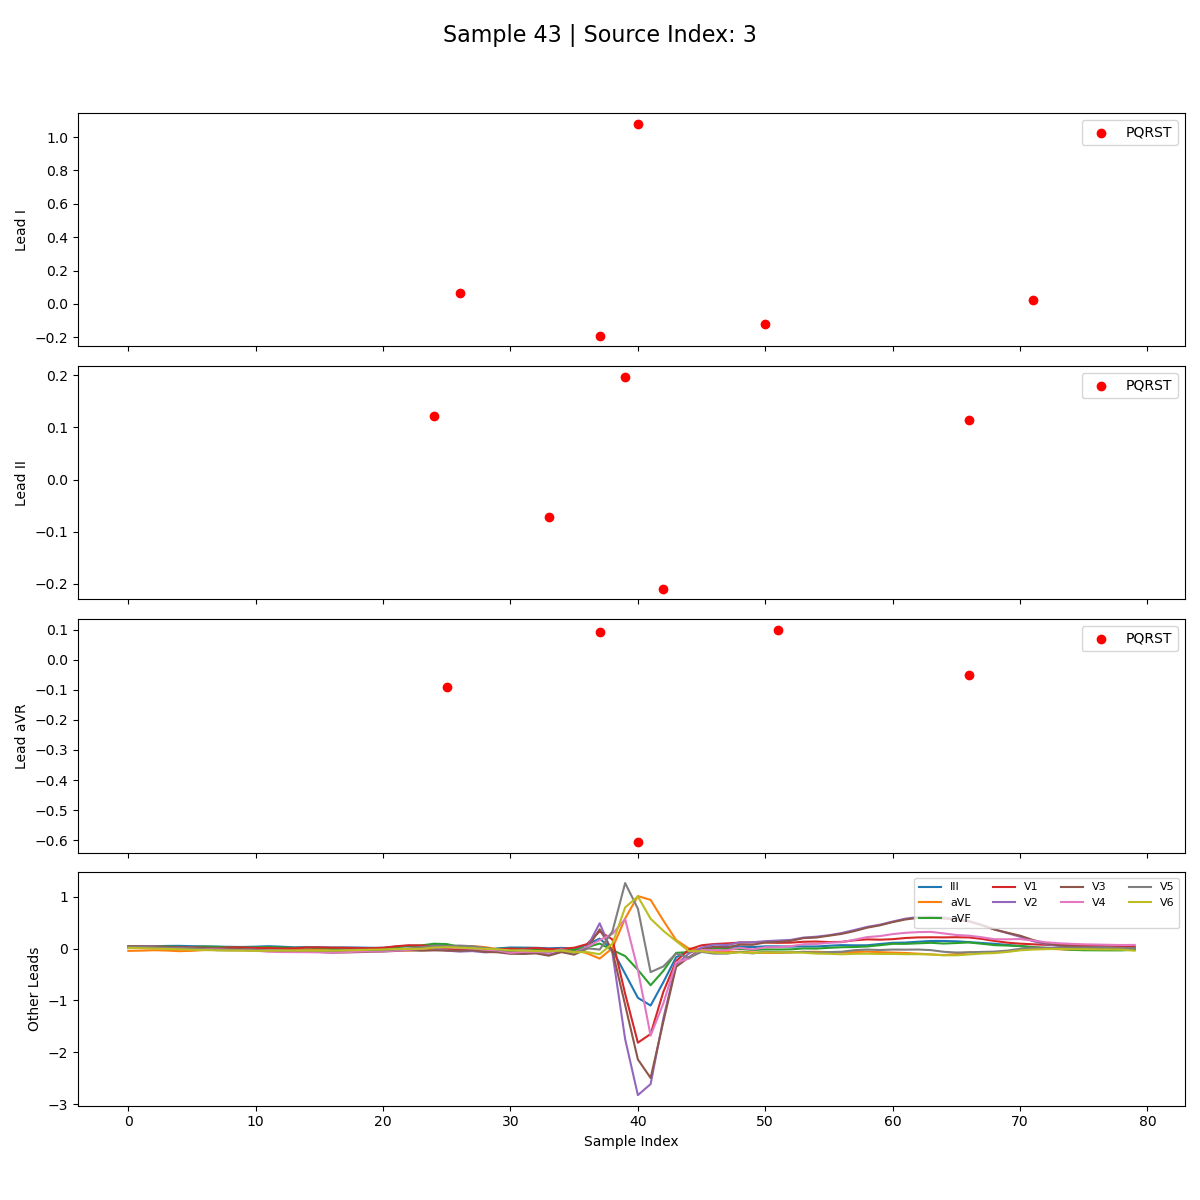 Sample 43 | Source Index: 3
PQRST
1.0
0.8
0.6
0.4
0.2
0.0
−0.2
Lead I
PQRST
0.2
0.1
0.0
−0.1
−0.2
Lead II
PQRST
0.1
0.0
−0.1
−0.2
−0.3
−0.4
−0.5
−0.6
Lead aVR
III V1 V3 V5
aVL V2 V4 V6
aVF
1
0
−1
−2
−3
Other Leads
0 10 20 30 40 50 60 70 80
Sample Index